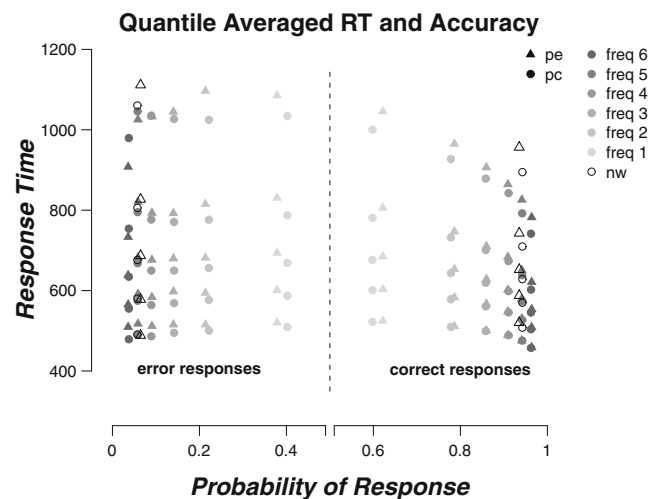 Quantile Averaged RT and Accuracy
1200
1000
800
600
400
Response Time
pe
pc
freq 6
freq 5
freq 4
freq 3
freq 2
freq 1
nw
error responses
correct responses
0
0.2
0.4
0.6
0.8
1
Probability of Response